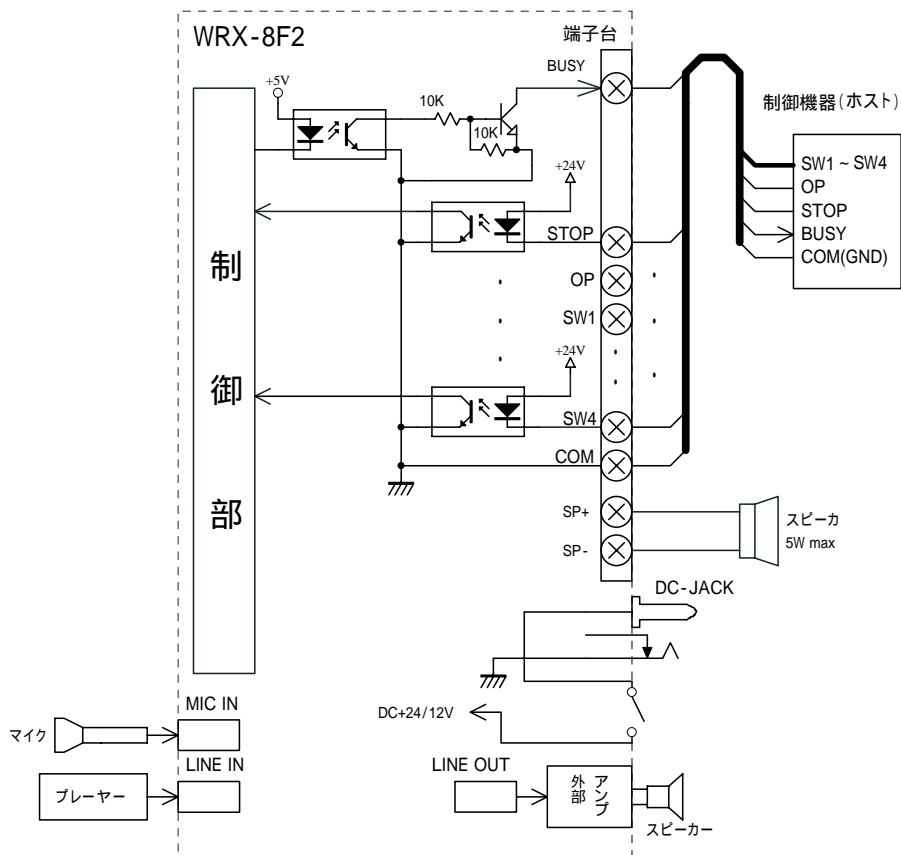 WRX-8F2
端子台
BUSY
+5V
10K
10K
制御機器(ホスト)
SW1 ~ SW4
OP
STOP
BUSY
COM(GND)
+24V
STOP
OP
SW1
+24V
SW4
COM
制
御
部
SP+
SP-
スピーカ
5W max
DC-JACK
DC+24/12V
MIC IN
マイク
LINE IN
プレーヤー
LINE OUT
外部
アンプ
スピーカー